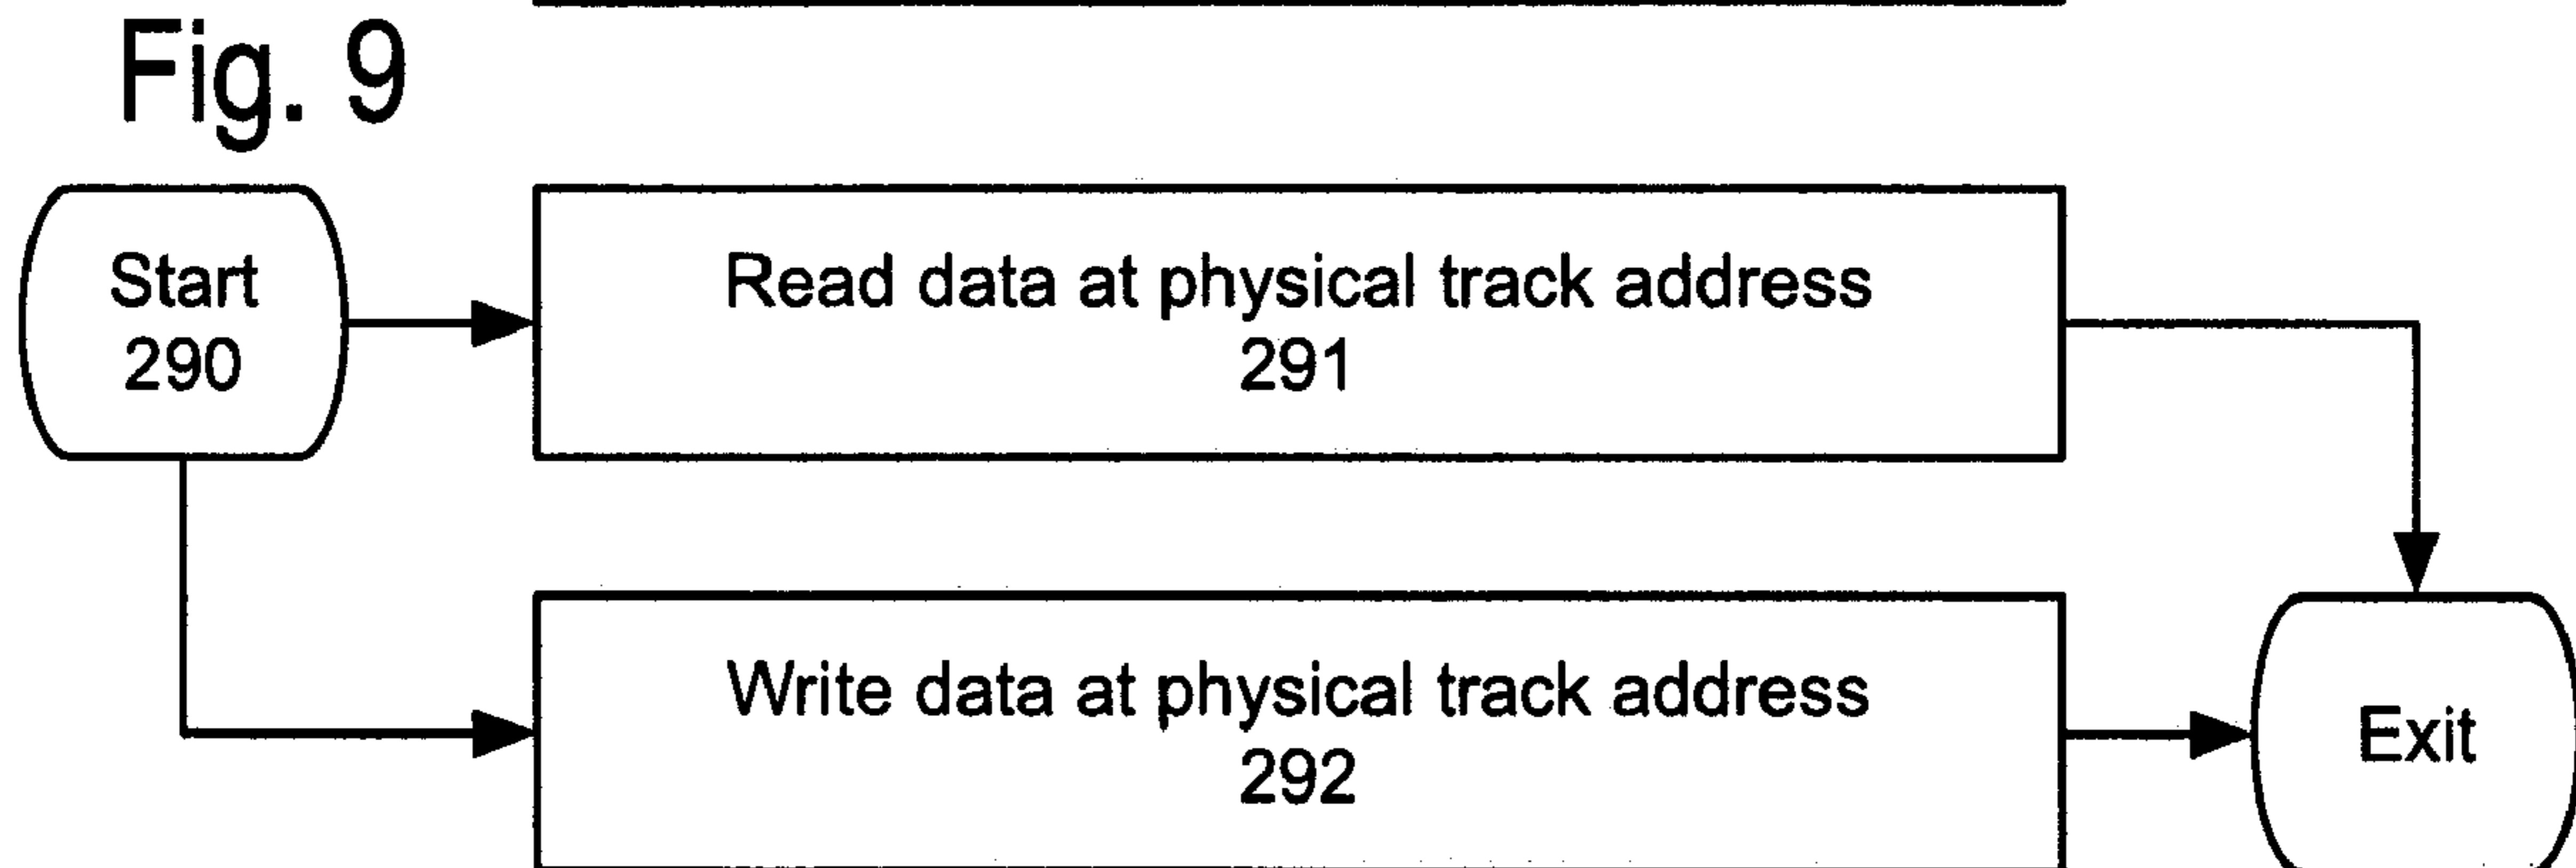 Fig. 9
Start
290
Read data at physical track address
291
Write data at physical track address
292
Exit